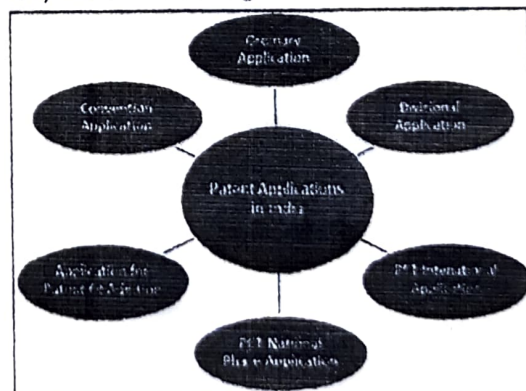 Ordinary
Application
Convention
Application
Divisional
Application
Patent Applications
in India
Application for
Patent of Addition
PCT International
Application
PCT National
Phase Application